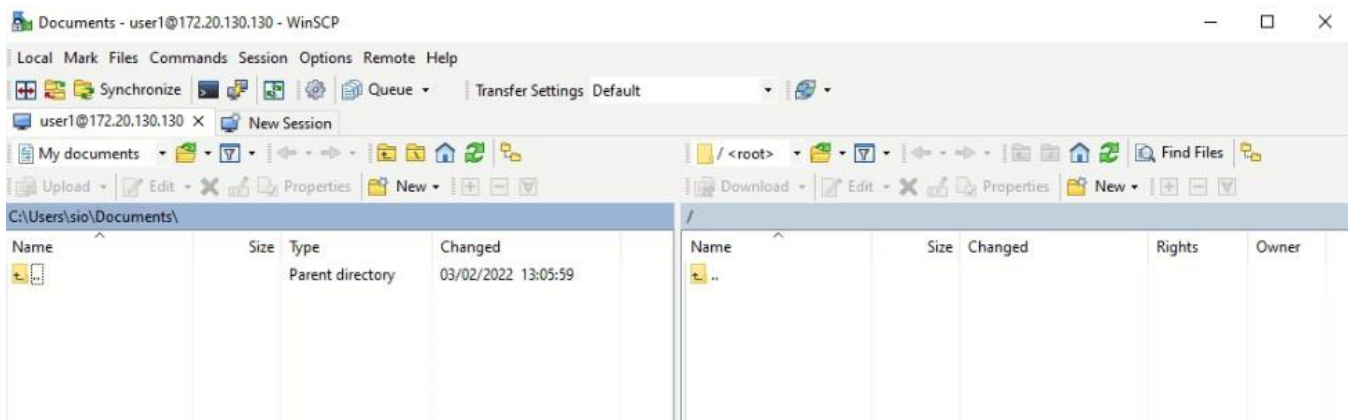 Documents - user1@172.20.130.130 - WinSCP
Local Mark Files Commands Session Options Remote Help
Synchronize Queue Transfer Settings Default
user1@172.20.130.130 New Session
My documents / <root> Find Files
Upload Edit Properties New Download Edit Properties New
C:\Users\sio\Documents\ /
Name Size Type Changed Name Size Changed Rights Owner
.. Parent directory 03/02/2022 13:05:59 ..